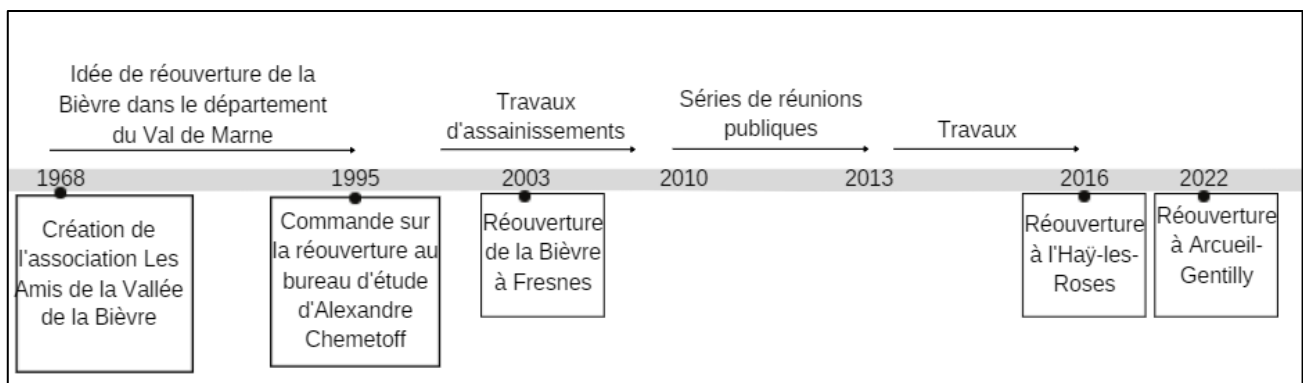 Idée de réouverture de la
Bièvre dans le département
du Val de Marne
Travaux
d'assainissements
Séries de réunions
publiques
Travaux
1968
1995
2003
2010
2013
2016
2022
Création de
l'association Les
Amis de la Vallée
de la Bièvre
Commande sur
la réouverture au
bureau d'étude
d'Alexandre
Chemetoff
Réouverture
de la Bièvre
à Fresnes
Réouverture
à l'Haÿ-les-
Roses
Réouverture
à Arcueil-
Gentilly